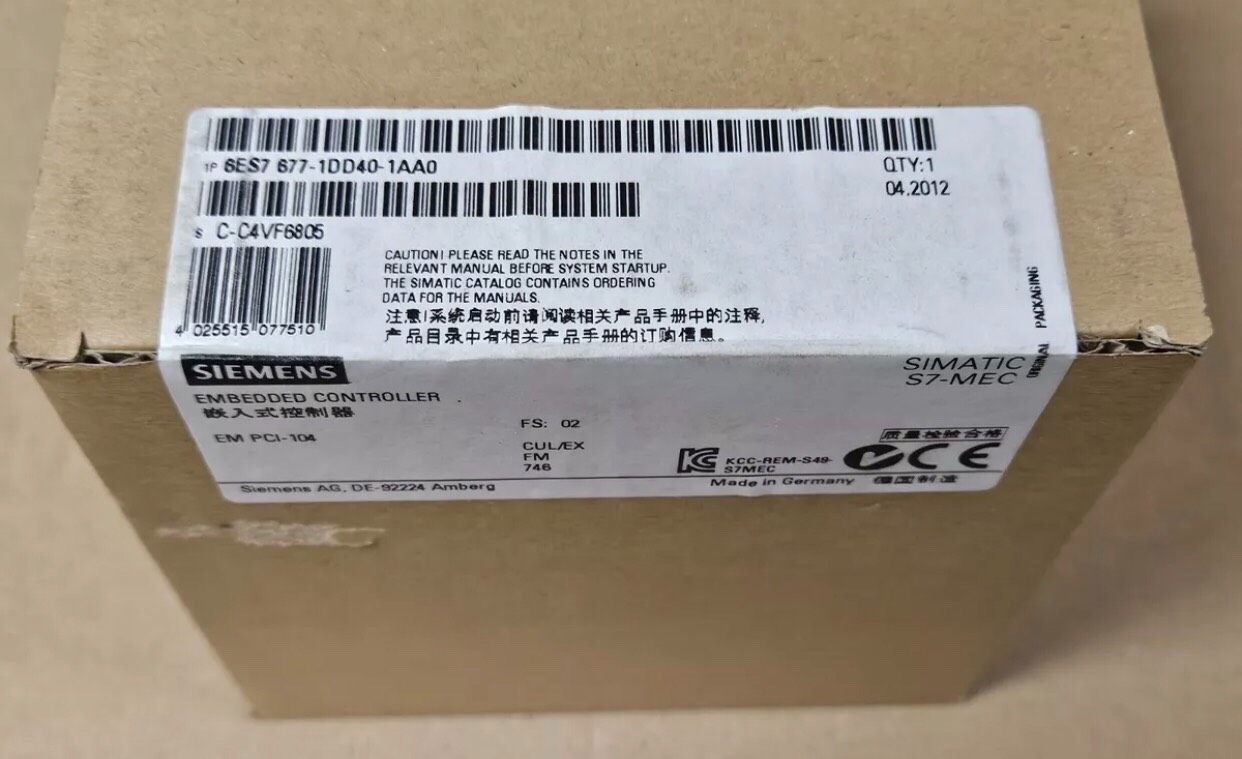 1P 6ES7 677-1DD40-1AA0
QTY:1
04.2012
S C-C4VF6805
4 025515 077510
CAUTION! PLEASE READ THE NOTES IN THE
RELEVANT MANUAL BEFORE SYSTEM STARTUP.
THE SIMATIC CATALOG CONTAINS ORDERING
DATA FOR THE MANUALS.
注意!系统启动前请阅读相关产品手册中的注释,
产品目录中有相关产品手册的订购信息。
ORIGINAL PACKAGING
SIEMENS
SIMATIC
S7-MEC
EMBEDDED CONTROLLER
嵌入式控制器
EM PCI-104
FS: 02
CUL/EX
FM
746
质量检验合格
KC
KCC-REM-S49-
S7MEC
CE
Siemens AG, DE-92224 Amberg
Made in Germany 德国制造